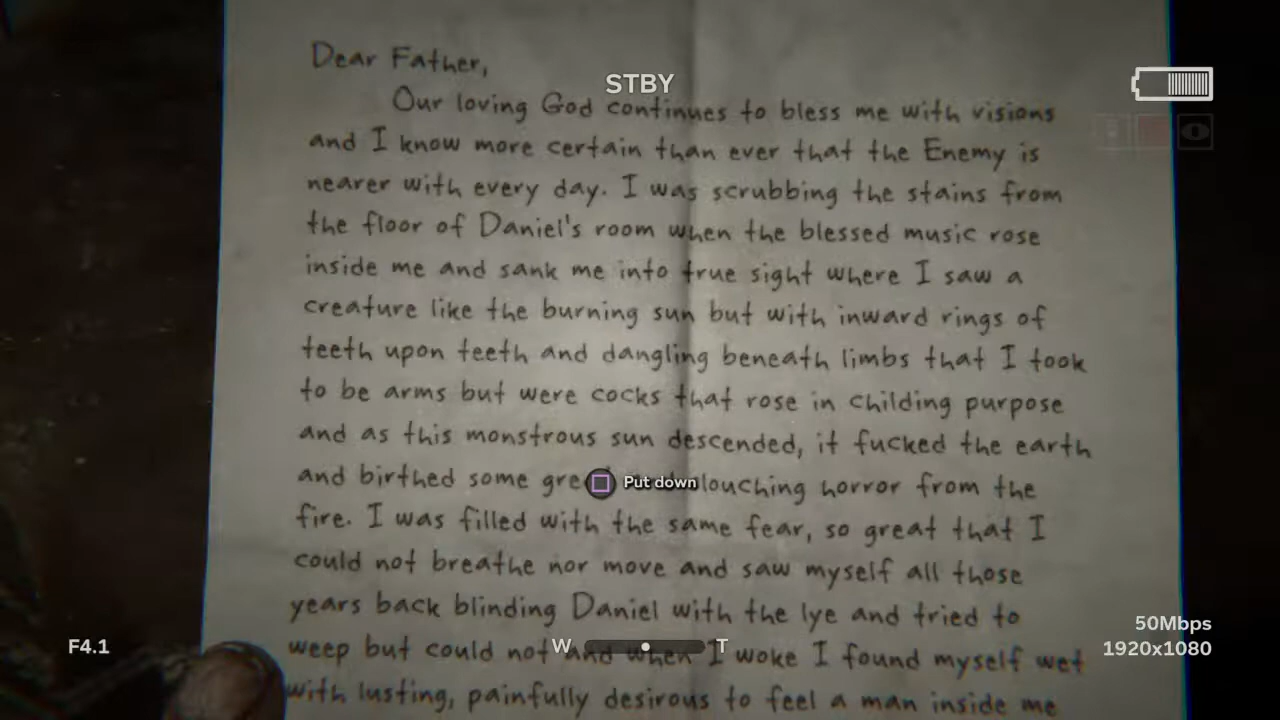 Dear Father,
STBY
Our loving God continues to bless me with visions
and I know more certain than ever that the Enemy is
nearer with every day. I was scrubbing the stains from
the floor of Daniel's room when the blessed music rose
inside me and sank me into true sight where I saw a
creature like the burning sun but with inward rings of
teeth upon teeth and dangling beneath limbs that I took
to be arms but were cocks that rose in childing purpose
and as this monstrous sun descended, it fucked the earth
and birthed some horror from the
Put down
fire. I was filled with the same fear, so great that I
could not breathe nor move and saw myself all those
years back blinding Daniel with the lye and tried to
weep but could not and when I woke I found myself wet
with lusting, painfully desirous to feel a man inside me
F4.1
W T
50Mbps
1920x1080